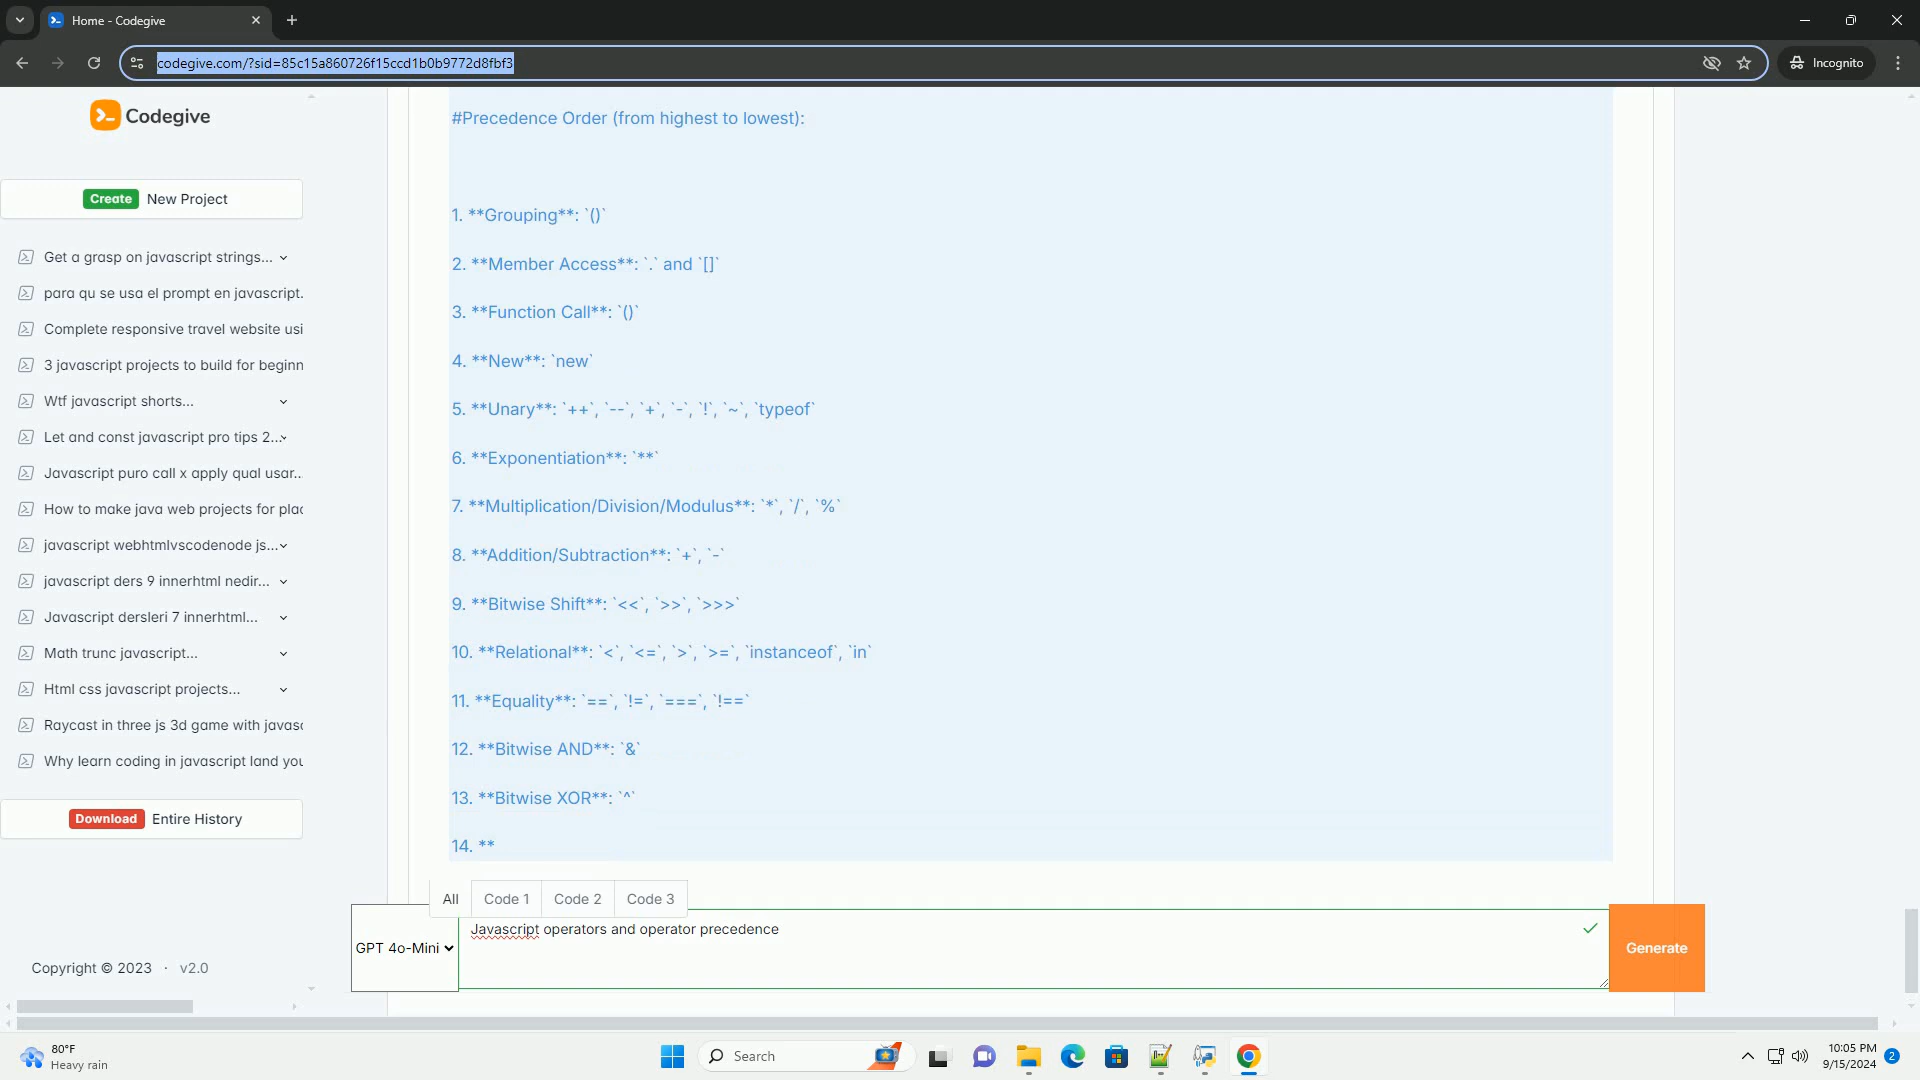 Home - Codegive
codegive.com/?sid=85c15a860726f15ccd1b0b9772d8fbf3
Incognito
Codegive
Create New Project
Get a grasp on javascript strings...
para qu se usa el prompt en javascript.
Complete responsive travel website usi
3 javascript projects to build for beginn
Wtf javascript shorts...
Let and const javascript pro tips 2...
Javascript puro call x apply qual usar...
How to make java web projects for plac
javascript webhtmlvscodenode js...
javascript ders 9 innerhtml nedir...
Javascript dersleri 7 innerhtml...
Math trunc javascript...
Html css javascript projects...
Raycast in three js 3d game with javasc
Why learn coding in javascript land you
Download Entire History
Copyright © 2023 · v2.0
#Precedence Order (from highest to lowest):
1. **Grouping**: `()`
2. **Member Access**: `.` and `[]`
3. **Function Call**: `()`
4. **New**: `new`
5. **Unary**: `++`, `--`, `+`, `-`, `!`, `~`, `typeof`
6. **Exponentiation**: `**`
7. **Multiplication/Division/Modulus**: `*`, `/`, `%`
8. **Addition/Subtraction**: `+`, `-`
9. **Bitwise Shift**: `<<`, `>>`, `>>>`
10. **Relational**: `<`, `<=`, `>`, `>=`, `instanceof`, `in`
11. **Equality**: `==`, `!=`, `===`, `!==`
12. **Bitwise AND**: `&`
13. **Bitwise XOR**: `^`
14. **
All Code 1 Code 2 Code 3
GPT 4o-Mini
Javascript operators and operator precedence
Generate
80°F
Heavy rain
Search
10:05 PM
9/15/2024
2